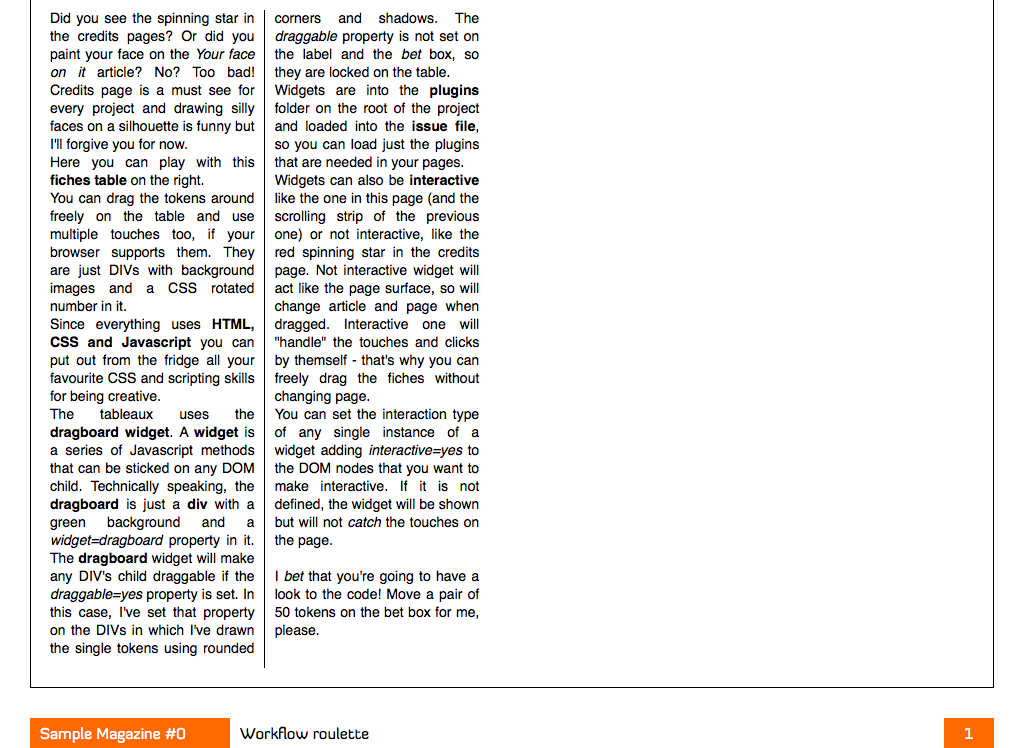 Did you see the spinning star in
the credits pages? Or did you
paint your face on the Your face
on it article? No? Too bad!
Credits page is a must see for
every project and drawing silly
faces on a silhouette is funny but
I'll forgive you for now.
Here you can play with this
fiches table on the right.
You can drag the tokens around
freely on the table and use
multiple touches too, if your
browser supports them. They
are just DIVs with background
images and a CSS rotated
number in it.
Since everything uses HTML,
CSS and Javascript you can
put out from the fridge all your
favourite CSS and scripting skills
for being creative.
The tableaux uses the
dragboard widget. A widget is
a series of Javascript methods
that can be sticked on any DOM
child. Technically speaking, the
dragboard is just a div with a
green background and a
widget=dragboard property in it.
The dragboard widget will make
any DIV's child draggable if the
draggable=yes property is set. In
this case, I've set that property
on the DIVs in which I've drawn
the single tokens using rounded
corners and shadows. The
draggable property is not set on
the label and the bet box, so
they are locked on the table.
Widgets are into the plugins
folder on the root of the project
and loaded into the issue file,
so you can load just the plugins
that are needed in your pages.
Widgets can also be interactive
like the one in this page (and the
scrolling strip of the previous
one) or not interactive, like the
red spinning star in the credits
page. Not interactive widget will
act like the page surface, so will
change article and page when
dragged. Interactive one will
"handle" the touches and clicks
by themself - that's why you can
freely drag the fiches without
changing page.
You can set the interaction type
of any single instance of a
widget adding interactive=yes to
the DOM nodes that you want to
make interactive. If it is not
defined, the widget will be shown
but will not catch the touches on
the page.
I bet that you're going to have a
look to the code! Move a pair of
50 tokens on the bet box for me,
please.
Sample Magazine #0
Workflow roulette
1